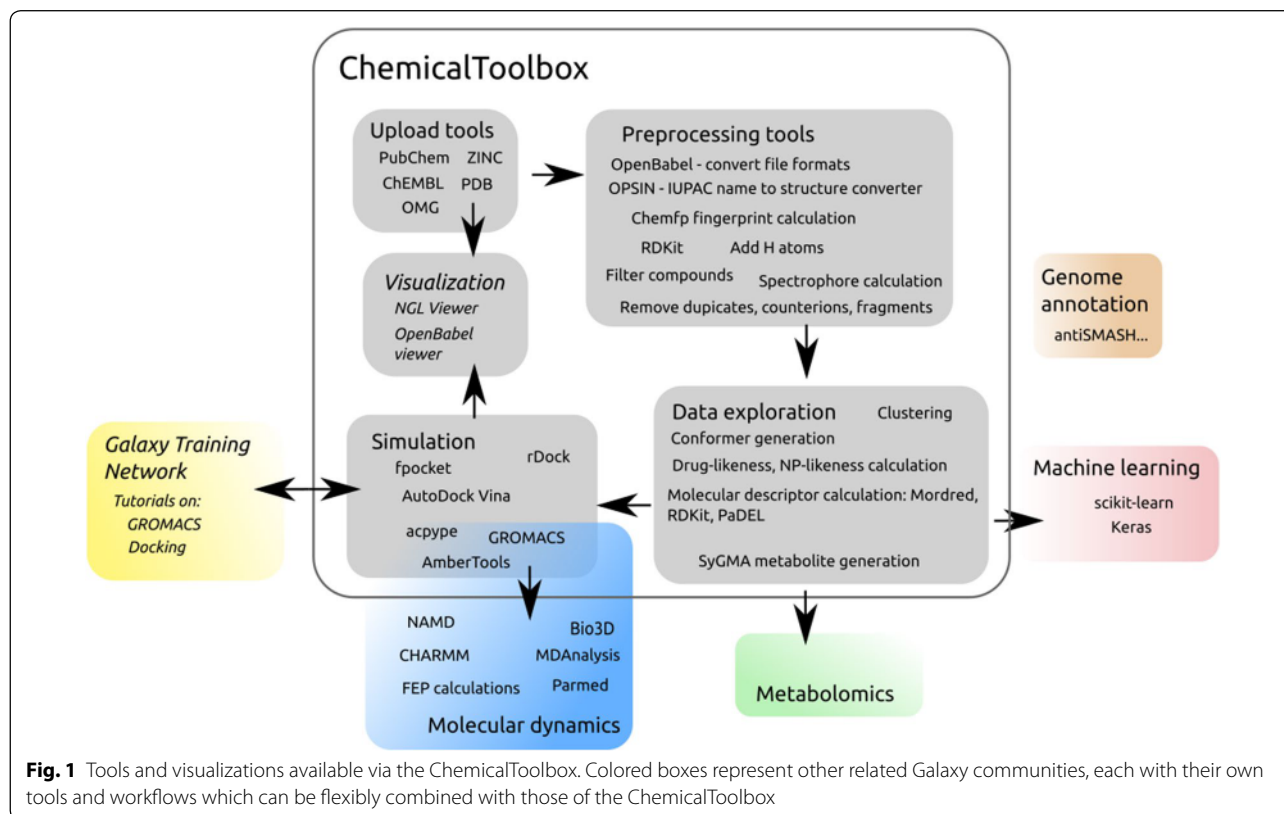 ChemicalToolbox
Upload tools
PubChem ZINC
ChEMBL PDB
OMG
Preprocessing tools
OpenBabel - convert file formats
OPSIN - IUPAC name to structure converter
Chemfp fingerprint calculation
RDKit Add H atoms
Filter compounds Spectrophore calculation
Remove dupicates, counterions, fragments
Visualization
NGL Viewer
OpenBabel
viewer
Genome
annotation
antiSMASH...
Data exploration Clustering
Conformer generation
Drug-likeness, NP-likeness calculation
Molecular descriptor calculation: Mordred,
RDKit, PaDEL
SyGMA metabolite generation
Simulation
fpocket rDock
AutoDock Vina
acpype GROMACS
AmberTools
Galaxy Training
Network
Tutorials on:
GROMACS
Docking
Machine learning
scikit-learn
Keras
NAMD Bio3D
CHARMM MDAnalysis
FEP calculations Parmed
Molecular dynamics
Metabolomics
Fig. 1 Tools and visualizations available via the ChemicalToolbox. Colored boxes represent other related Galaxy communities, each with their own
tools and workflows which can be flexibly combined with those of the ChemicalToolbox